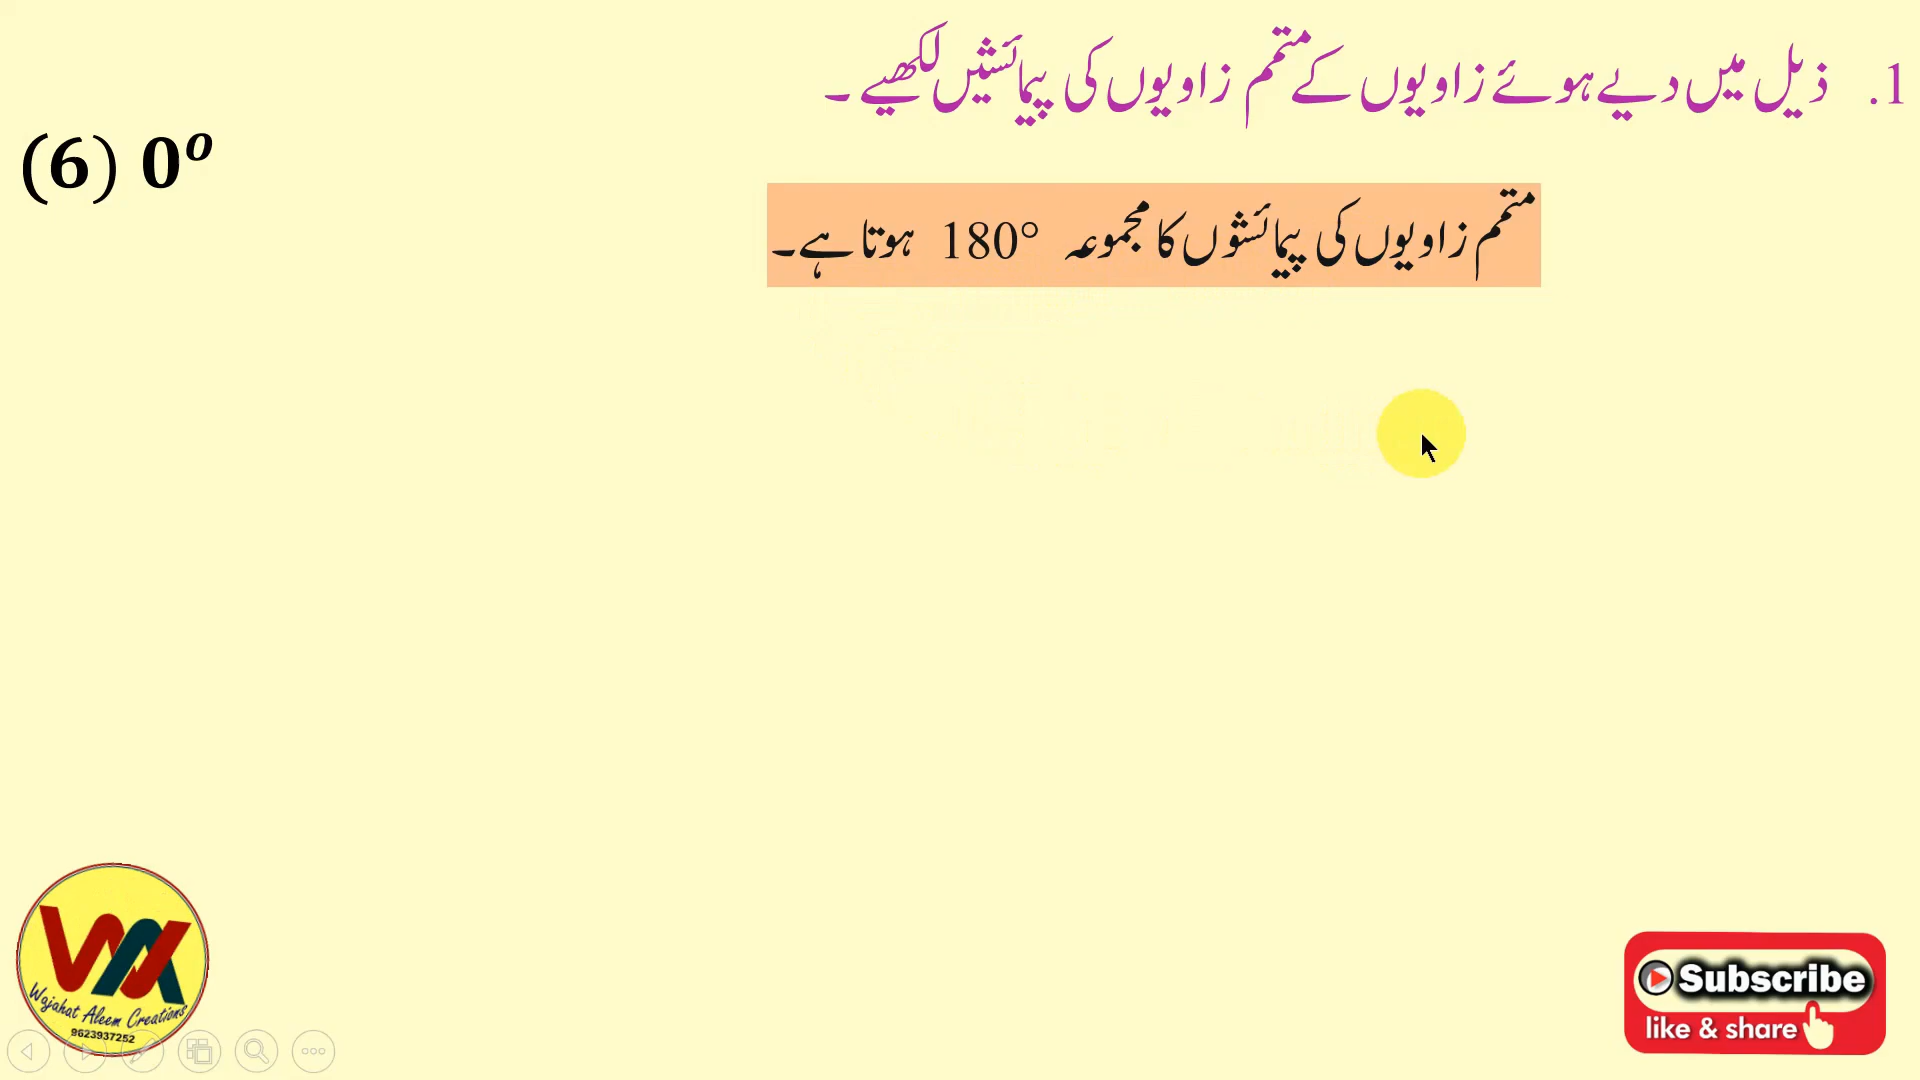 1. ذیل میں دیے ہوئے زاویوں کے متمم زاویوں کی پیمائشیں لکھیے ۔
(6) 0°
متمم زاویوں کی پیمائشوں کا مجموعہ 180° ہوتا ہے۔
WA
Wajahat Aleem Creations
9623937252
Subscribe
like & share